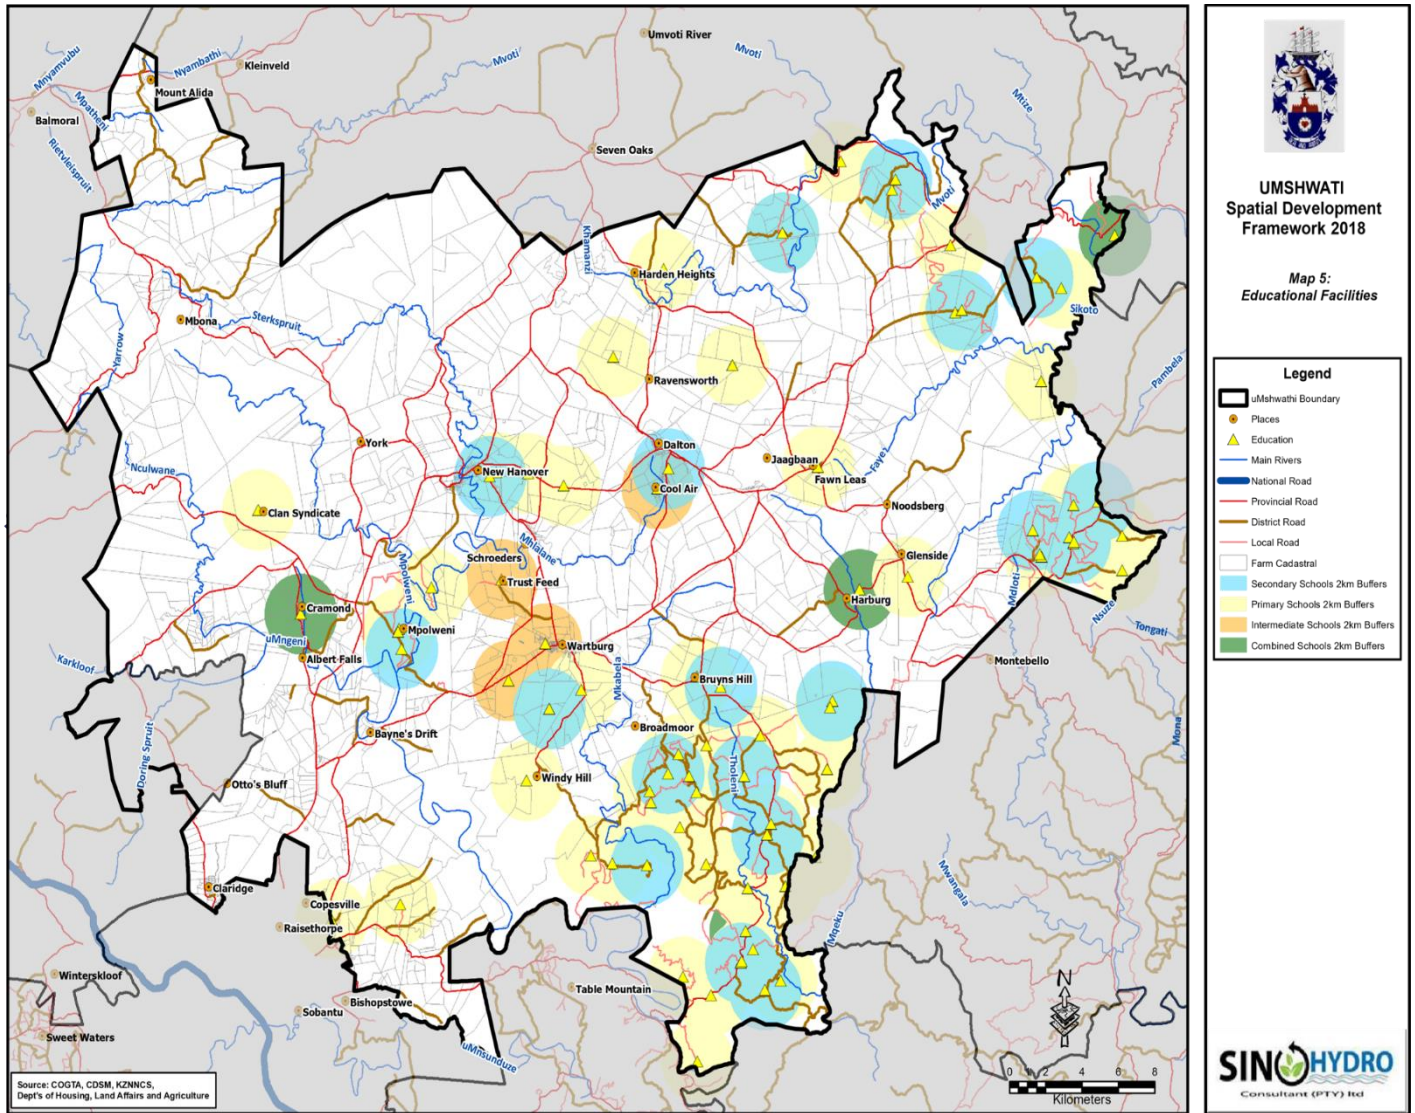 Umvoti River
Mvoti
Mvoti
Mnyamvubu
Nyambathi
Kleinveld
Mount Alida
Mpatheni
Balmoral
Rietvleispruit
Mtize
Seven Oaks
Mvoti
Khamanzi
Harden Heights
Sikoto
Mbona
Sterkspruit
Yarrow
Pambela
Ravensworth
York
Dalton
Jaagbaan
Faye
Fawn Leas
Nculwane
New Hanover
Cool Air
Noodsberg
Clan Syndicate
Mhlalane
Schroeders
Trust Feed
Mpolweni
Glenside
Mdloti
Nsuze
Tongati
Cramond
Harburg
uMngeni
Mpolweni
Wartburg
Albert Falls
Karkloof
Montebello
Mkabela
Bruyns Hill
Broadmoor
Bayne's Drift
Mona
Doring Spruit
Otto's Bluff
Windy Hill
Tholeni
Claridge
Copesville
Raisethorpe
Mwangala
Mqeku
Winterskloof
Table Mountain
Bishopstowe
Sobantu
Sweet Waters
uMnsunduze
N
0 1 2 4 6 8
Kilometers
Source: COGTA, CDSM, KZNNCS,
Dept's of Housing, Land Affairs and Agriculture
UMSHWATI
Spatial Development
Framework 2018
Map 5:
Educational Facilities
Legend
uMshwathi Boundary
Places
Education
Main Rivers
National Road
Provincial Road
District Road
Local Road
Farm Cadastral
Secondary Schools 2km Buffers
Primary Schools 2km Buffers
Intermediate Schools 2km Buffers
Combined Schools 2km Buffers
SINOHYDRO
Consultant (PTY) ltd